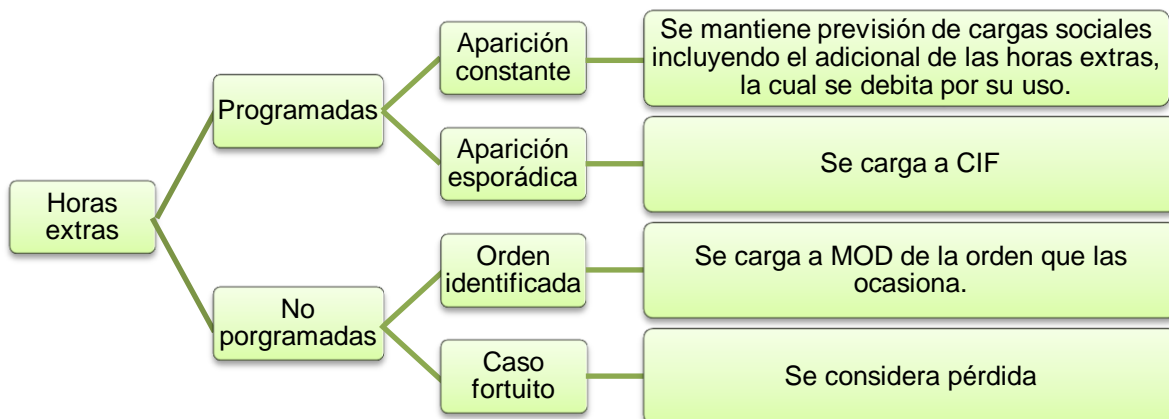 Horas
extras
Programadas
Aparición
constante
Se mantiene previsión de cargas sociales
incluyendo el adicional de las horas extras,
la cual se debita por su uso.
Aparición
esporádica
Se carga a CIF
No
porgramadas
Orden
identificada
Se carga a MOD de la orden que las
ocasiona.
Caso
fortuito
Se considera pérdida